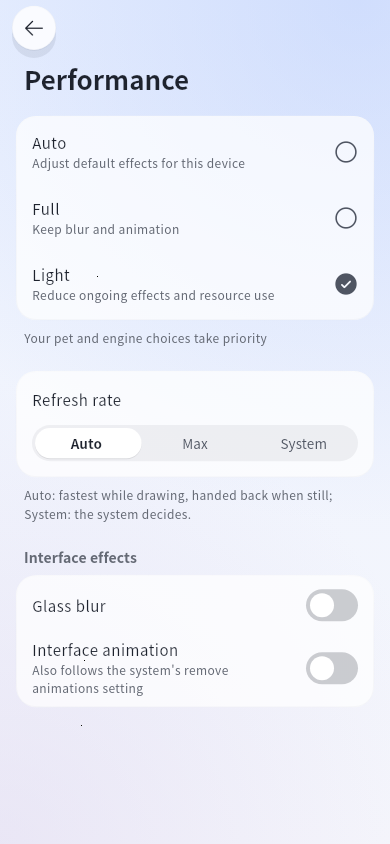 Performance
Auto
Adjust default effects for this device
Full
Keep blur and animation
Light
Reduce ongoing effects and resource use
Your pet and engine choices take priority
Refresh rate
Auto
Max
System
Auto: fastest while drawing, handed back when still;
System: the system decides.
Interface effects
Glass blur
Interface animation
Also follows the system's remove
animations setting